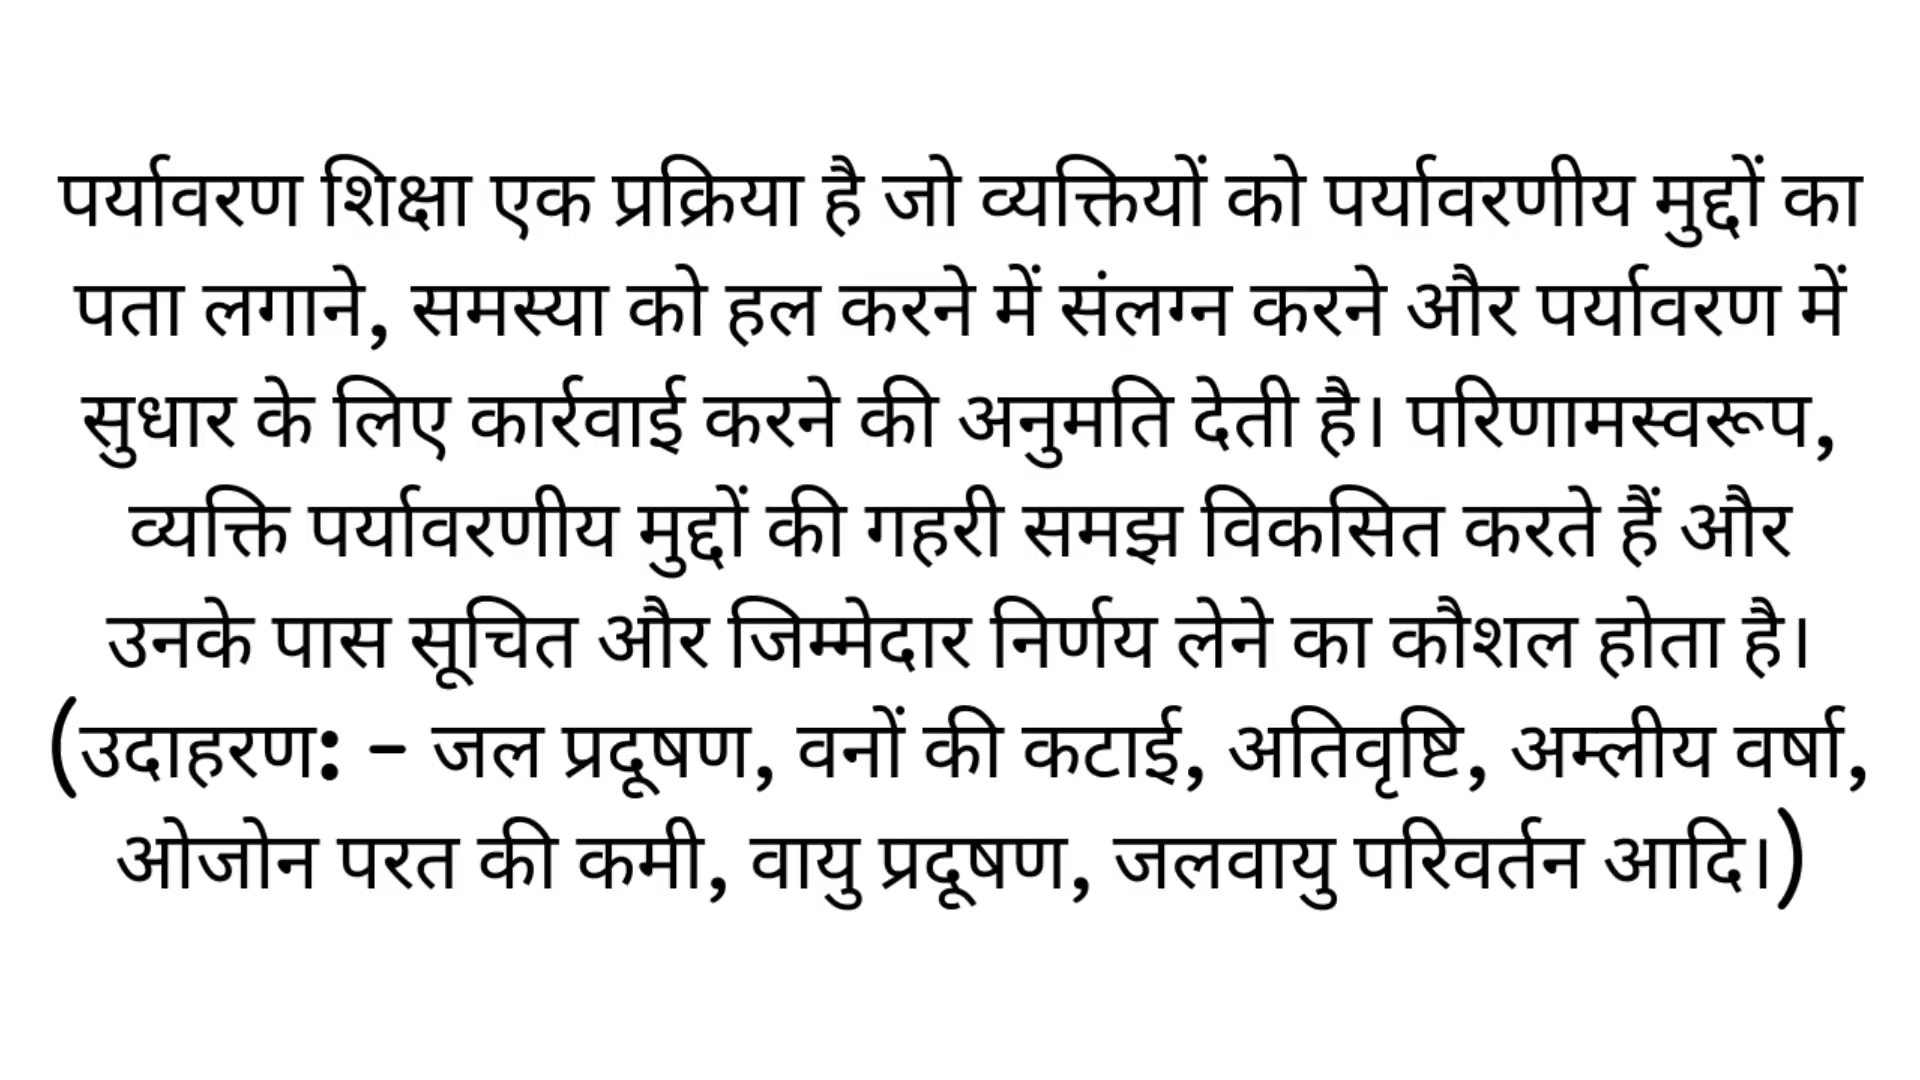 पर्यावरण शिक्षा एक प्रक्रिया है जो व्यक्तियों को पर्यावरणीय मुद्दों का
पता लगाने, समस्या को हल करने में संलग्न करने और पर्यावरण में
सुधार के लिए कार्रवाई करने की अनुमति देती है। परिणामस्वरूप,
व्यक्ति पर्यावरणीय मुद्दों की गहरी समझ विकसित करते हैं और
उनके पास सूचित और जिम्मेदार निर्णय लेने का कौशल होता है।
(उदाहरण: – जल प्रदूषण, वनों की कटाई, अतिवृष्टि, अम्लीय वर्षा,
ओजोन परत की कमी, वायु प्रदूषण, जलवायु परिवर्तन आदि।)